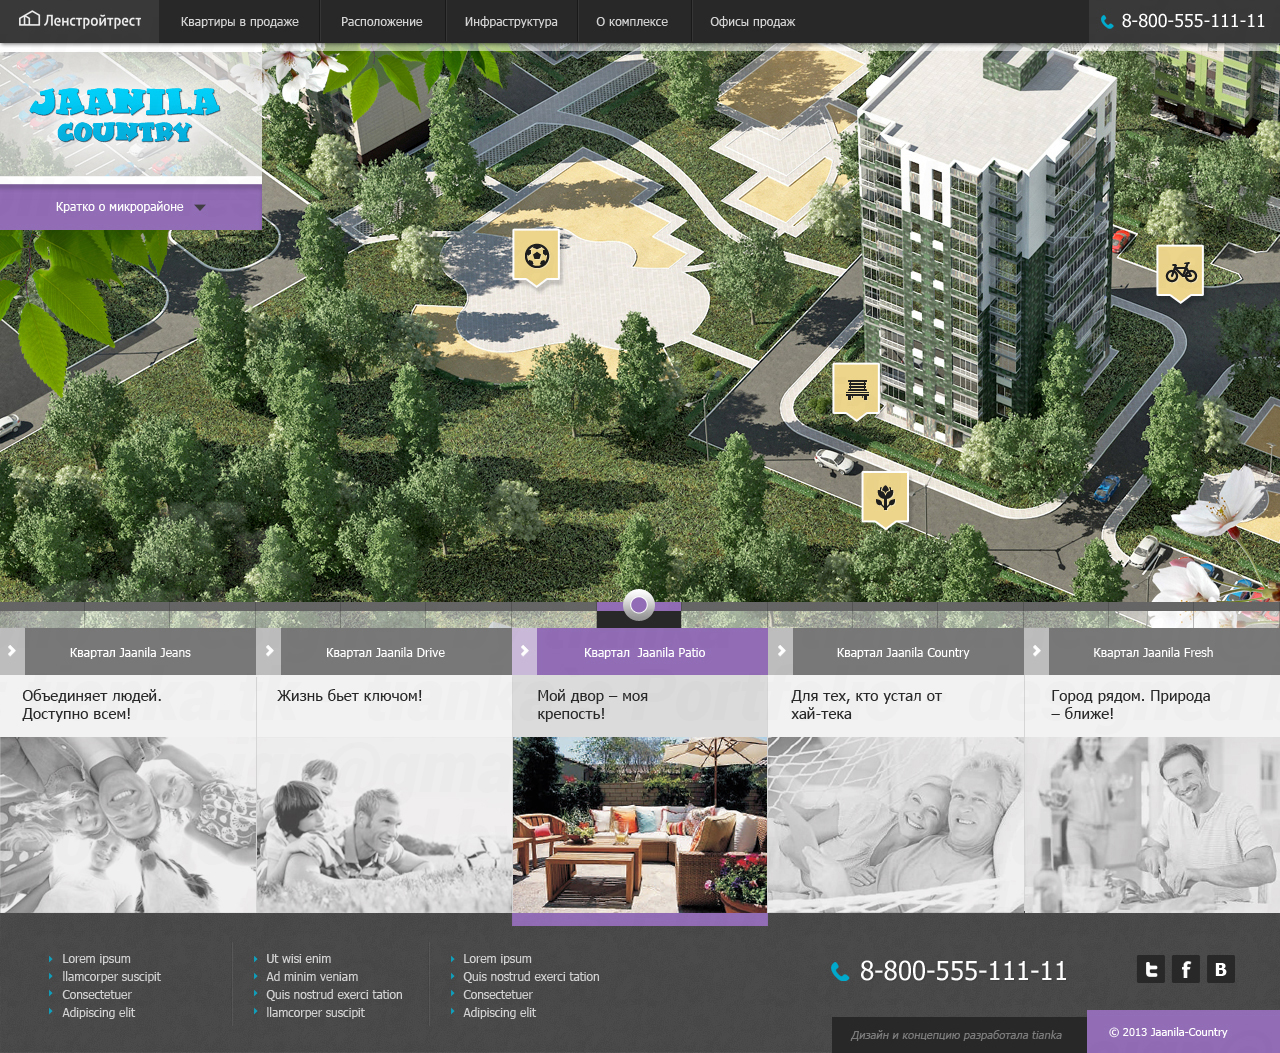 Ленстройтрест
Квартиры в продаже
Расположение
Инфраструктура
О комплексе
Офисы продаж
8-800-555-111-11
JAANILA
COUNTRY
Кратко о микрорайоне
Квартал Jaanila Jeans
Квартал Jaanila Drive
Квартал Jaanila Patio
Квартал Jaanila Country
Квартал Jaanila Fresh
Объединяет людей.
Доступно всем!
Жизнь бьет ключом!
Мой двор – моя
крепость!
Для тех, кто устал от
хай-тека
Город рядом. Природа
– ближе!
Lorem ipsum
llamcorper suscipit
Consectetuer
Adipiscing elit
Ut wisi enim
Ad minim veniam
Quis nostrud exerci tation
llamcorper suscipit
Lorem ipsum
Quis nostrud exerci tation
Consectetuer
Adipiscing elit
8-800-555-111-11
Дизайн и концепцию разработала tianka
© 2013 Jaanila-Country